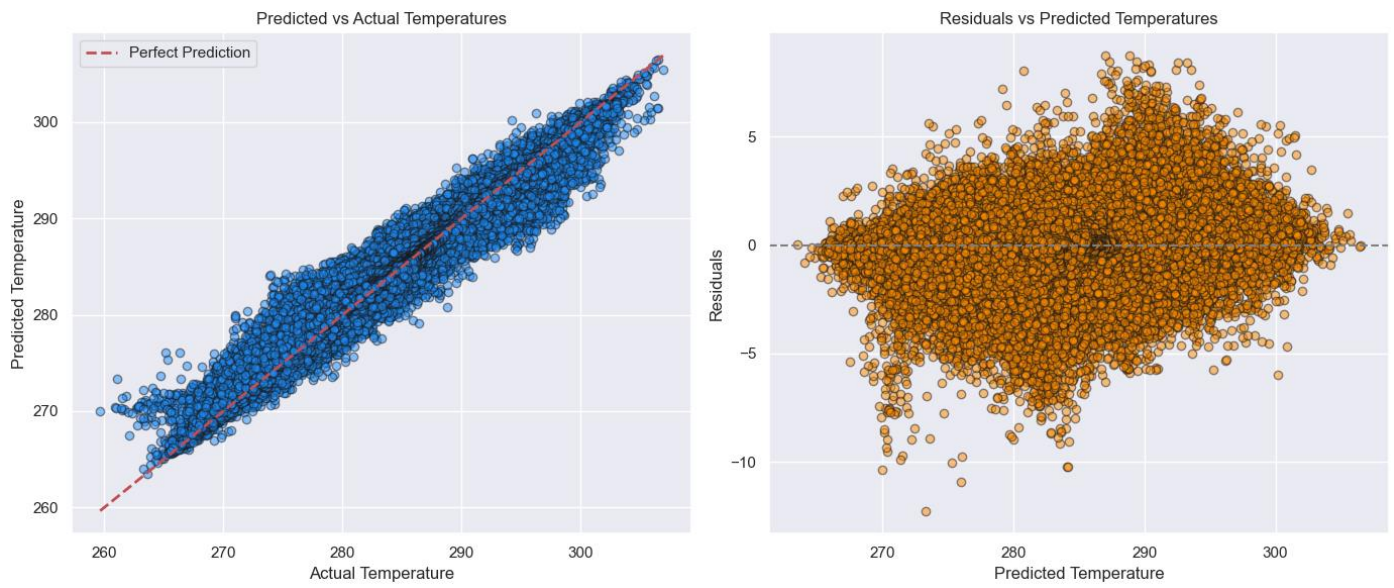 Predicted vs Actual Temperatures
Perfect Prediction
Predicted Temperature
300
290
280
270
260
260 270 280 290 300
Actual Temperature
Residuals vs Predicted Temperatures
Residuals
5
0
−5
−10
270 280 290 300
Predicted Temperature